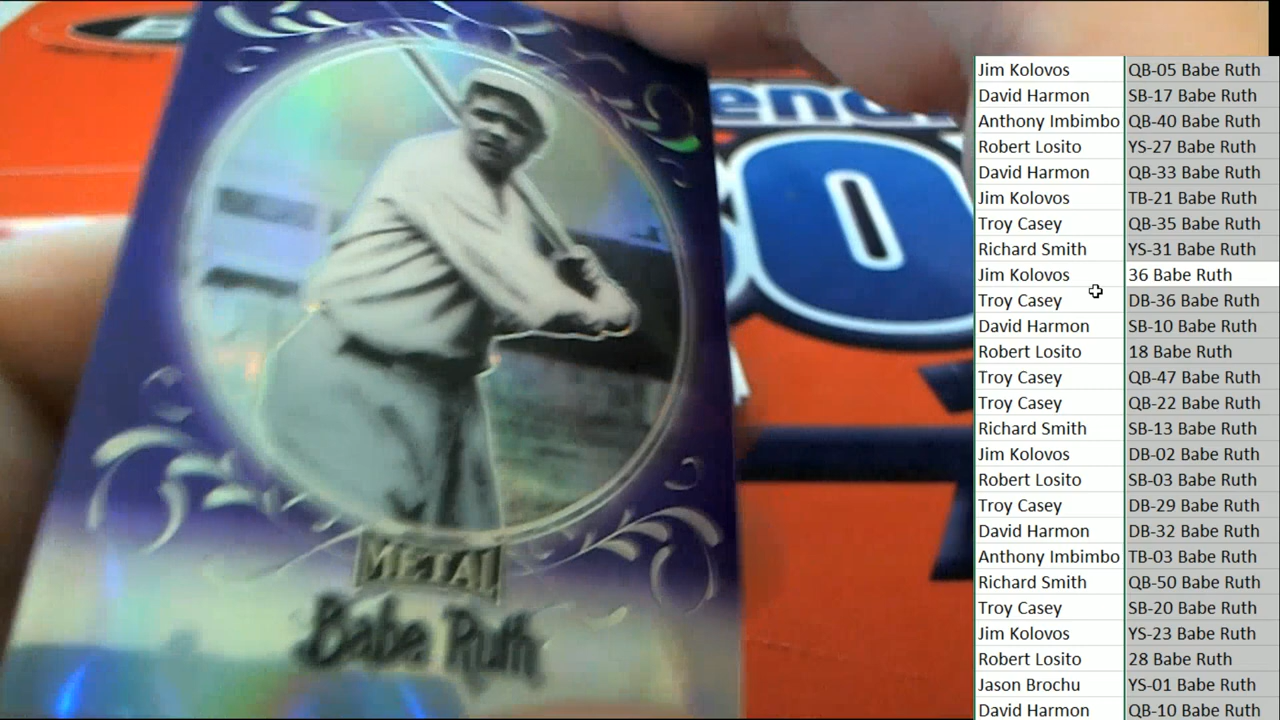 METAL
Babe Ruth
Jim Kolovos QB-05 Babe Ruth
David Harmon SB-17 Babe Ruth
Anthony Imbimbo QB-40 Babe Ruth
Robert Losito YS-27 Babe Ruth
David Harmon QB-33 Babe Ruth
Jim Kolovos TB-21 Babe Ruth
Troy Casey QB-35 Babe Ruth
Richard Smith YS-31 Babe Ruth
Jim Kolovos 36 Babe Ruth
Troy Casey DB-36 Babe Ruth
David Harmon SB-10 Babe Ruth
Robert Losito 18 Babe Ruth
Troy Casey QB-47 Babe Ruth
Troy Casey QB-22 Babe Ruth
Richard Smith SB-13 Babe Ruth
Jim Kolovos DB-02 Babe Ruth
Robert Losito SB-03 Babe Ruth
Troy Casey DB-29 Babe Ruth
David Harmon DB-32 Babe Ruth
Anthony Imbimbo TB-03 Babe Ruth
Richard Smith QB-50 Babe Ruth
Troy Casey SB-20 Babe Ruth
Jim Kolovos YS-23 Babe Ruth
Robert Losito 28 Babe Ruth
Jason Brochu YS-01 Babe Ruth
David Harmon QB-10 Babe Ruth